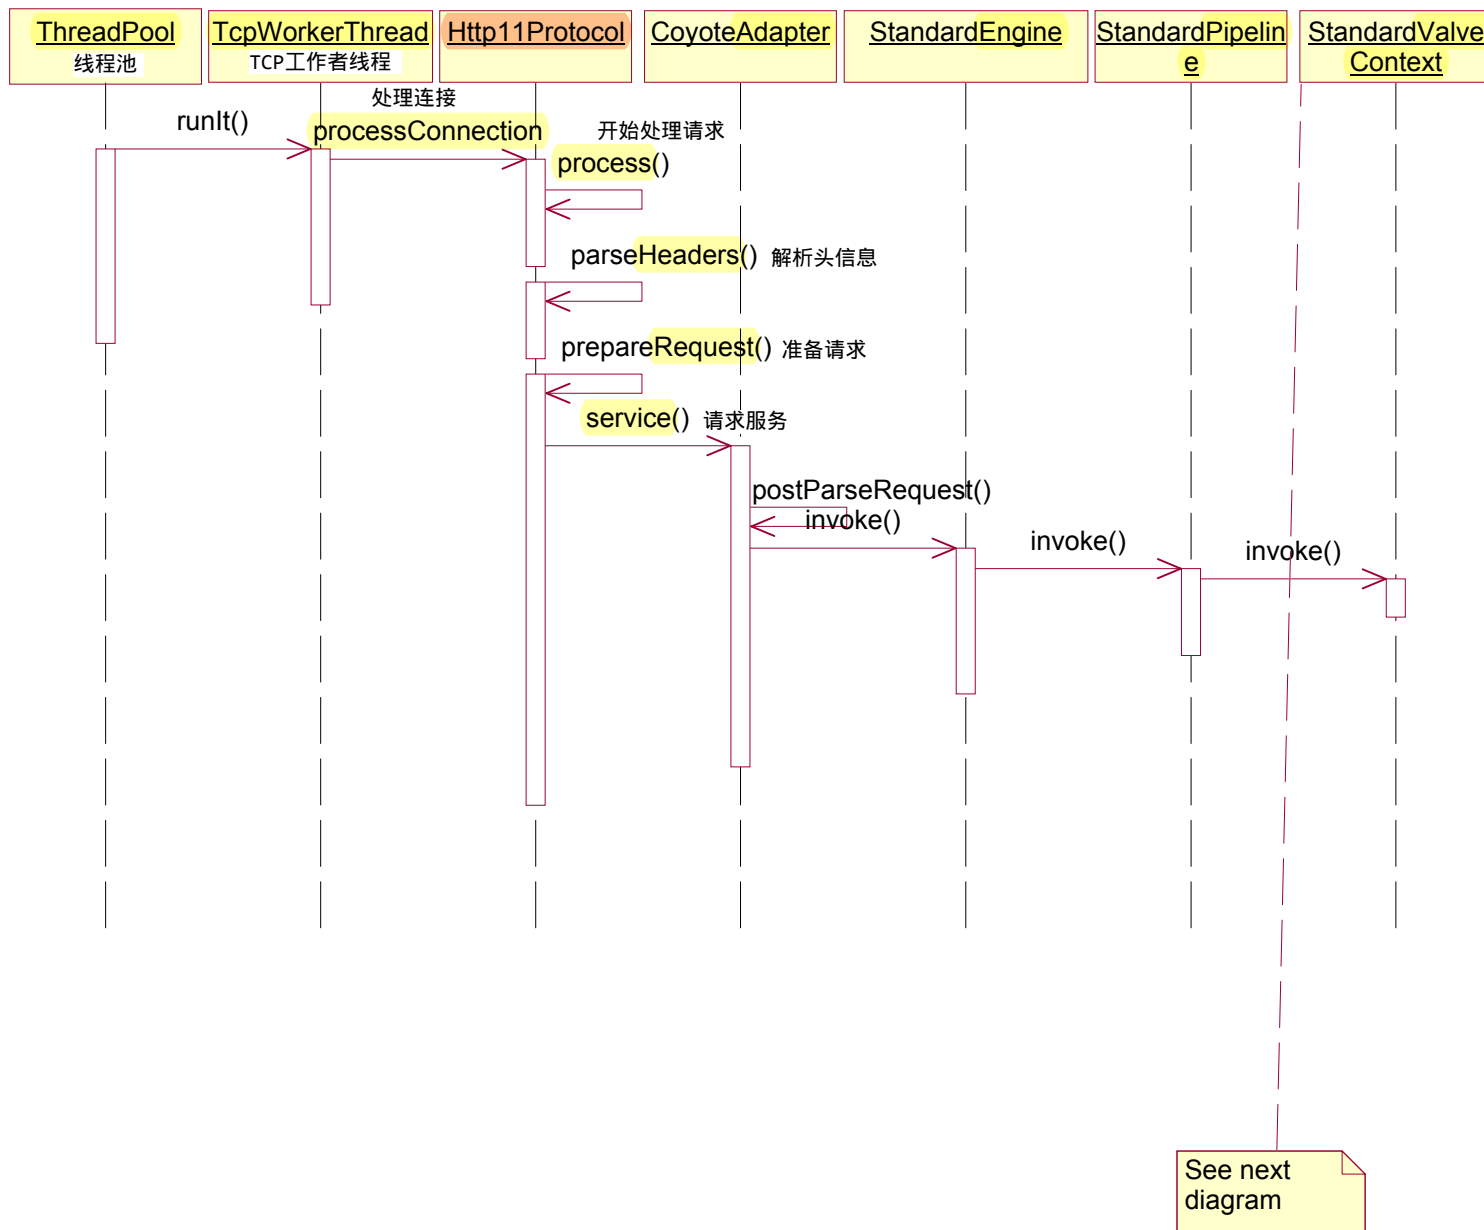 ThreadPool
线程池
TcpWorkerThread
TCP工作者线程
Http11Protocol
CoyoteAdapter
StandardEngine
StandardPipelin
e
StandardValve
Context
runIt()
处理连接
processConnection
开始处理请求
process()
parseHeaders() 解析头信息
prepareRequest() 准备请求
service() 请求服务
postParseRequest()
invoke()
invoke()
invoke()
See next
diagram